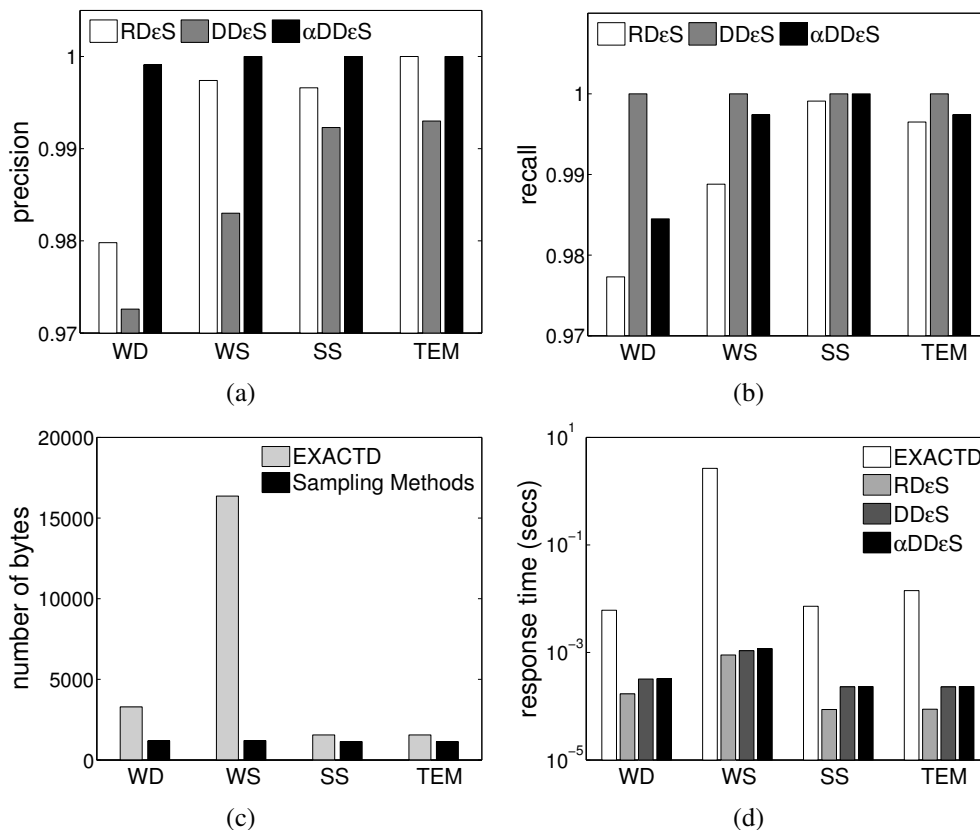 RDεS DDεS αDDεS
1
0.99
0.98
0.97
precision
WD WS SS TEM
(a)
RDεS DDεS αDDεS
1
0.99
0.98
0.97
recall
WD WS SS TEM
(b)
20000
15000
10000
5000
0
number of bytes
EXACTD
Sampling Methods
WD WS SS TEM
(c)
10^1
10^-1
10^-3
10^-5
response time (secs)
EXACTD
RDεS
DDεS
αDDεS
WD WS SS TEM
(d)